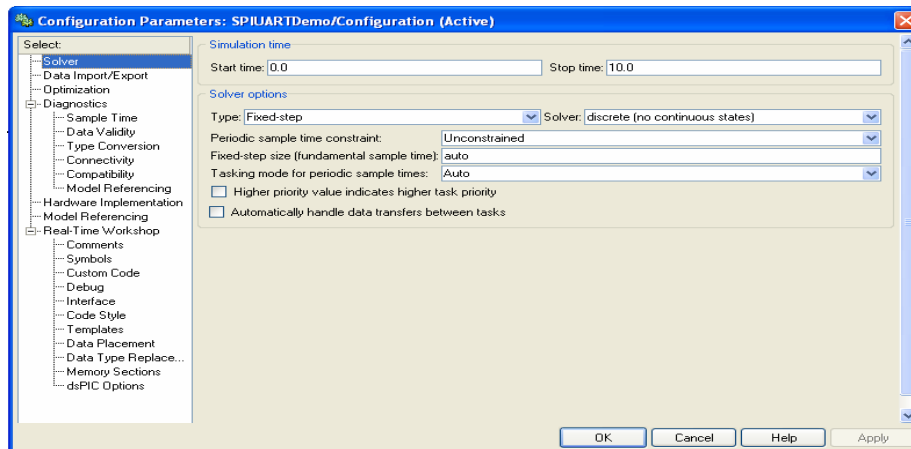 Configuration Parameters: SPIUARTDemo/Configuration (Active)
Select:
Solver
Data Import/Export
Optimization
Diagnostics
Sample Time
Data Validity
Type Conversion
Connectivity
Compatibility
Model Referencing
Hardware Implementation
Model Referencing
Real-Time Workshop
Comments
Symbols
Custom Code
Debug
Interface
Code Style
Templates
Data Placement
Data Type Replace...
Memory Sections
dsPIC Options
Simulation time
Start time: 0.0 Stop time: 10.0
Solver options
Type: Fixed-step Solver: discrete (no continuous states)
Periodic sample time constraint: Unconstrained
Fixed-step size (fundamental sample time): auto
Tasking mode for periodic sample times: Auto
Higher priority value indicates higher task priority
Automatically handle data transfers between tasks
OK Cancel Help Apply